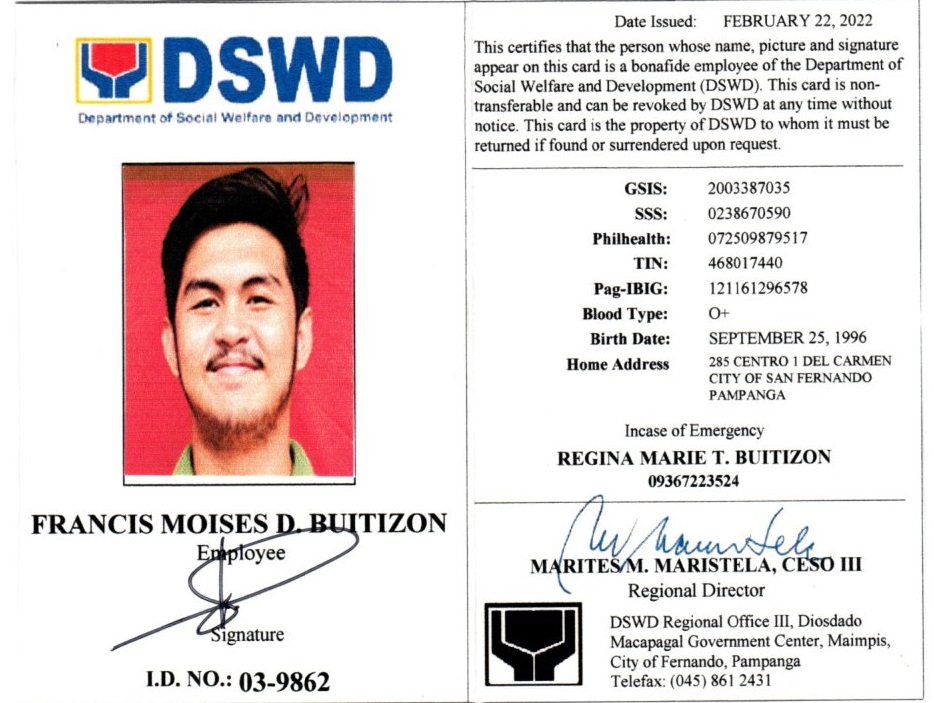 DSWD
Department of Social Welfare and Development
FRANCIS MOISES D. BUITIZON
Employee
Signature
I.D. NO.: 03-9862
Date Issued: FEBRUARY 22, 2022
This certifies that the person whose name, picture and signature
appear on this card is a bonafide employee of the Department of
Social Welfare and Development (DSWD). This card is non-
transferable and can be revoked by DSWD at any time without
notice. This card is the property of DSWD to whom it must be
returned if found or surrendered upon request.
GSIS: 2003387035
SSS: 0238670590
Philhealth: 072509879517
TIN: 468017440
Pag-IBIG: 121161296578
Blood Type: O+
Birth Date: SEPTEMBER 25, 1996
Home Address 285 CENTRO 1 DEL CARMEN
CITY OF SAN FERNANDO
PAMPANGA
Incase of Emergency
REGINA MARIE T. BUITIZON
09367223524
MARITES M. MARISTELA, CESO III
Regional Director
DSWD Regional Office III, Diosdado
Macapagal Government Center, Maimpis,
City of Fernando, Pampanga
Telefax: (045) 861 2431